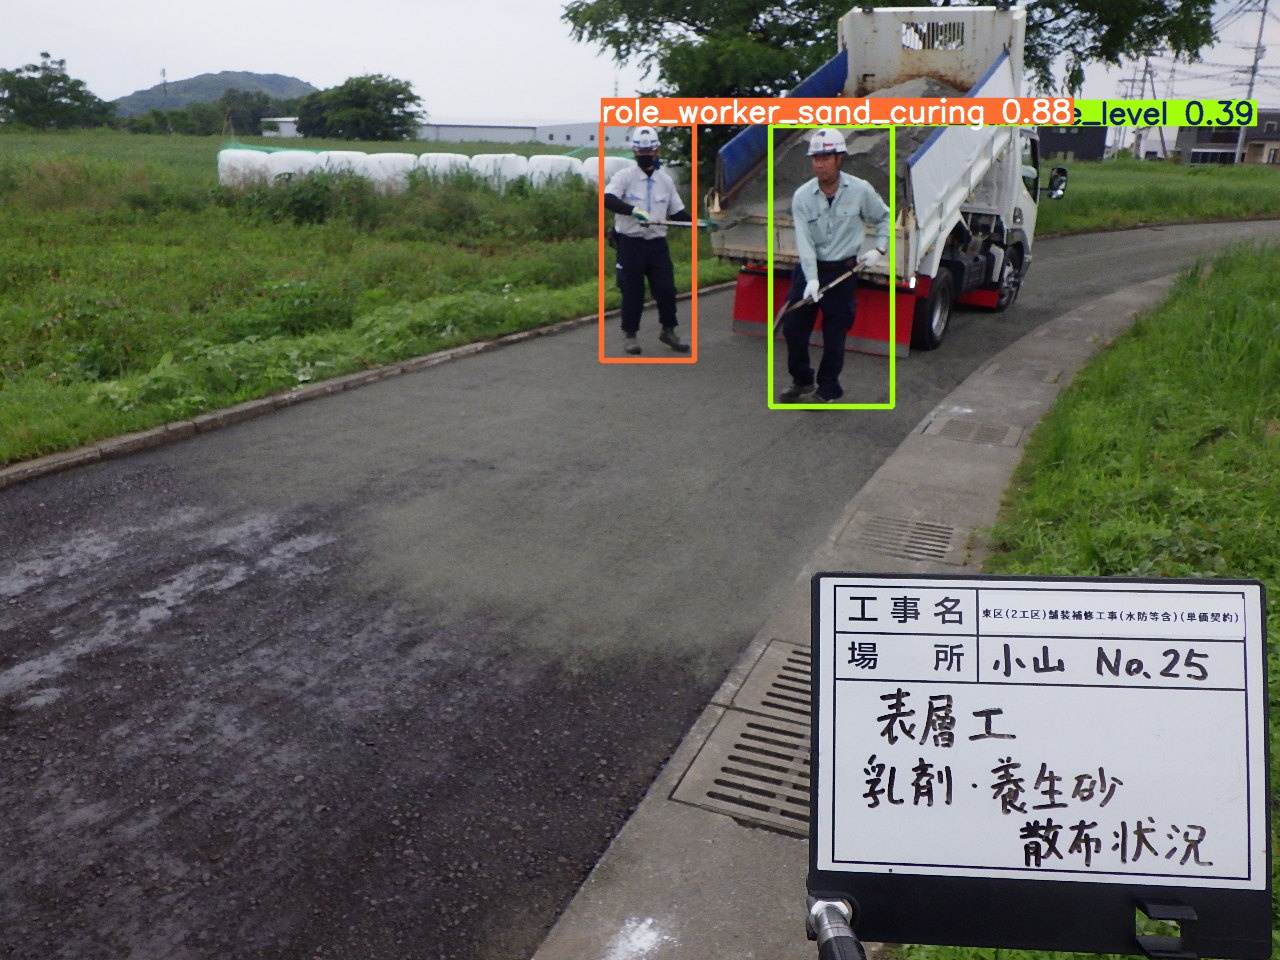 role_worker_sand_curing 0.88
e_level 0.39
工事名 東区(2工区)舗装補修工事(水防等含)(単価契約)
場所 小山 No.25
表層工
乳剤・養生砂
散布状況